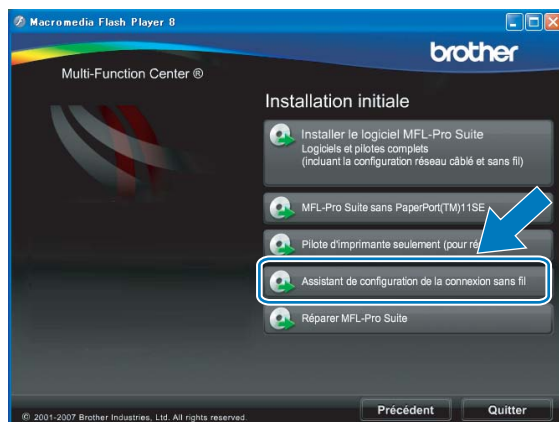 Macromedia Flash Player 8
brother
Multi-Function Center ®
Installation initiale
Installer le logiciel MFL-Pro Suite
Logiciels et pilotes complets
(incluant la configuration réseau câblé et sans fil)
MFL-Pro Suite sans PaperPort(TM)11SE
Pilote d'imprimante seulement (pour
Assistant de configuration de la connexion sans fil
Réparer MFL-Pro Suite
Précédent
Quitter
© 2001-2007 Brother Industries, Ltd. All rights reserved.